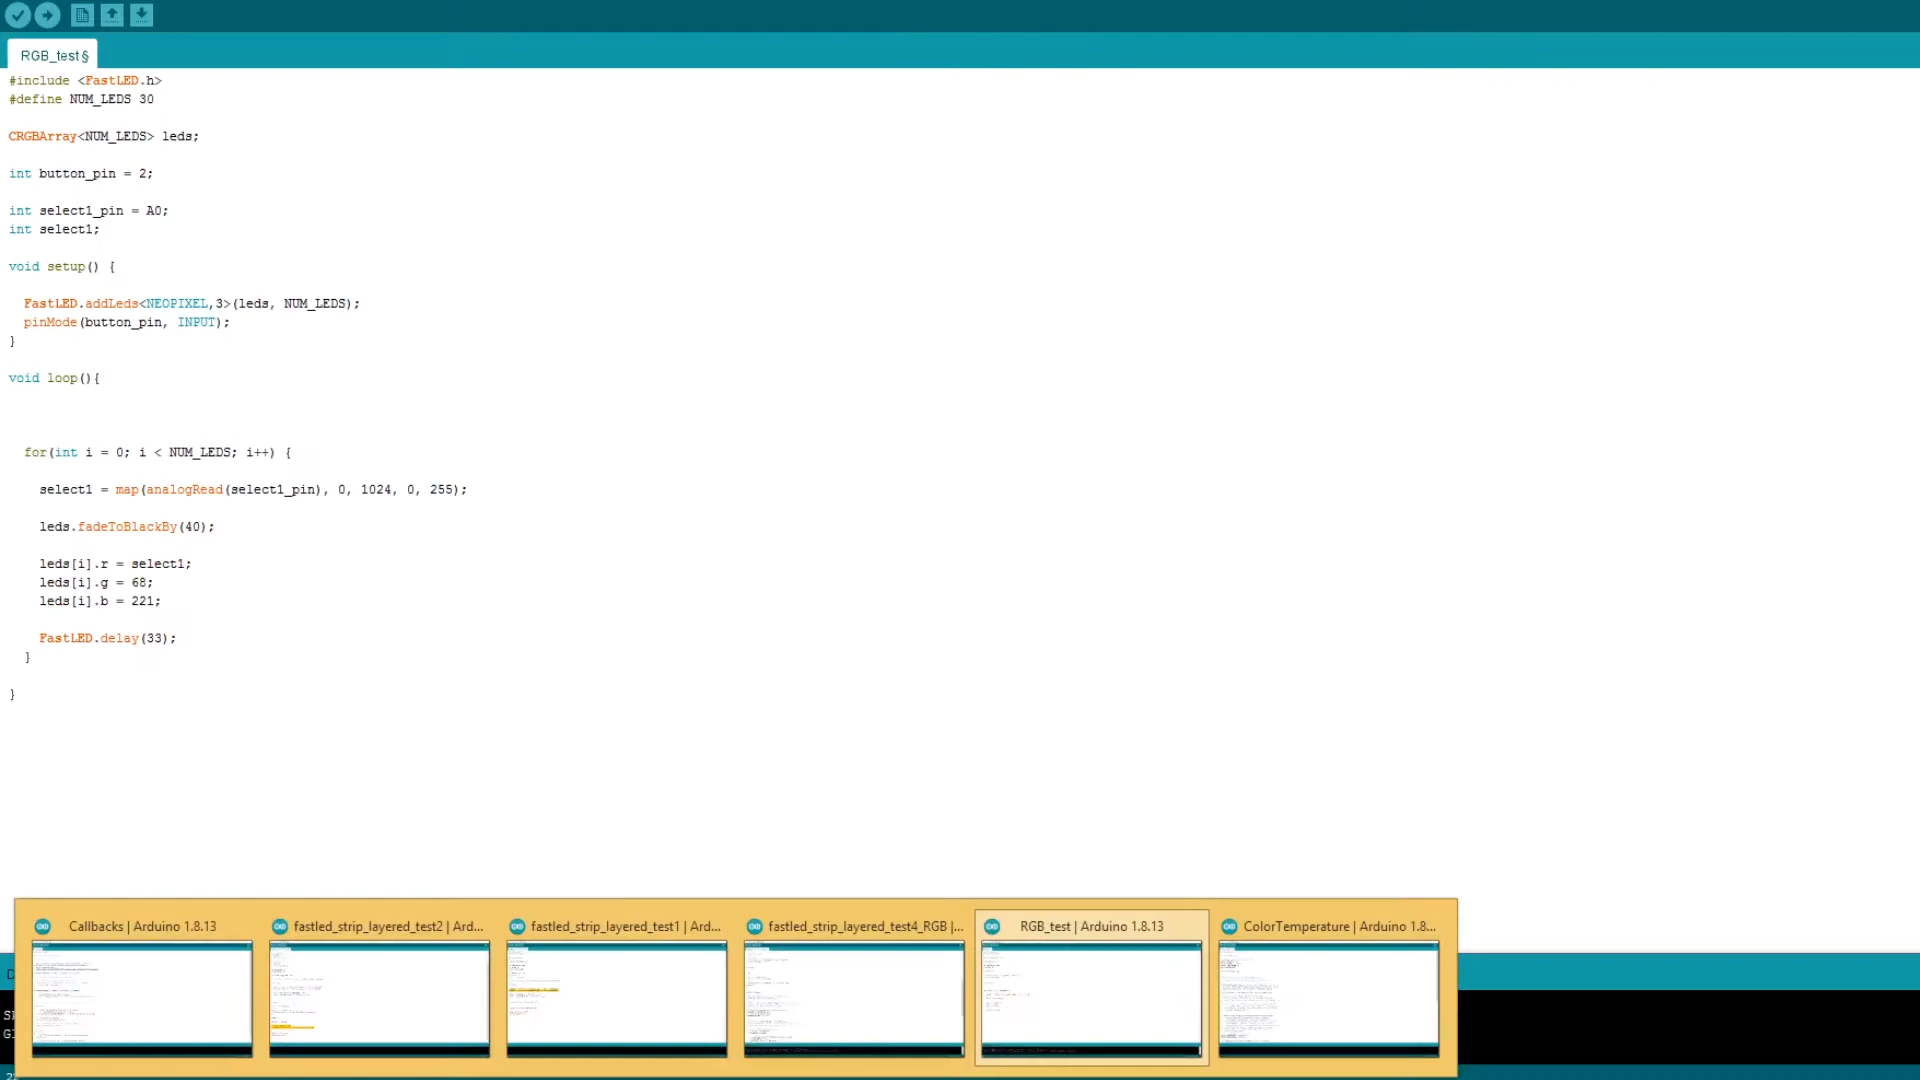 RGB_test§
#include <FastLED.h>
#define NUM_LEDS 30
CRGBArray<NUM_LEDS> leds;
int button_pin = 2;
int select1_pin = A0;
int select1;
void setup() {
FastLED.addLeds<NEOPIXEL,3>(leds, NUM_LEDS);
pinMode(button_pin, INPUT);
}
void loop(){
for(int i = 0; i < NUM_LEDS; i++) {
select1 = map(analogRead(select1_pin), 0, 1024, 0, 255);
leds.fadeToBlackBy(40);
leds[i].r = select1;
leds[i].g = 68;
leds[i].b = 221;
FastLED.delay(33);
}
}
Callbacks | Arduino 1.8.13
fastled_strip_layered_test2 | Ard...
fastled_strip_layered_test1 | Ard...
fastled_strip_layered_test4_RGB |...
RGB_test | Arduino 1.8.13
ColorTemperature | Arduino 1.8...